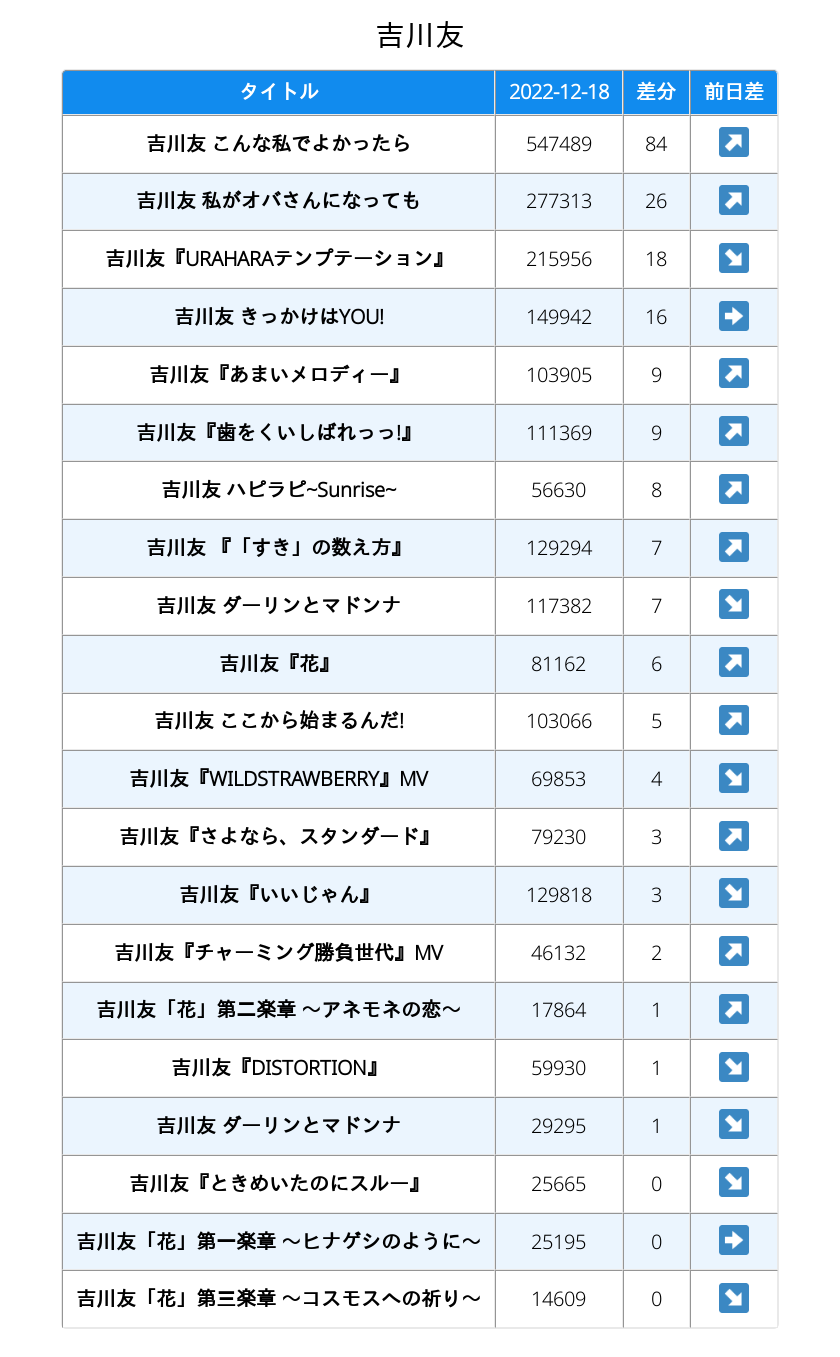 吉川友
タイトル 2022-12-18 差分 前日差
吉川友 こんな私でよかったら 547489 84 ↗
吉川友 私がオバさんになっても 277313 26 ↗
吉川友『URAHARAテンプテーション』 215956 18 ↘
吉川友 きっかけはYOU! 149942 16 ➡
吉川友『あまいメロディー』 103905 9 ↗
吉川友『歯をくいしばれっっ!』 111369 9 ↗
吉川友 ハピラピ~Sunrise~ 56630 8 ↗
吉川友 『「すき」の数え方』 129294 7 ↗
吉川友 ダーリンとマドンナ 117382 7 ↘
吉川友『花』 81162 6 ↗
吉川友 ここから始まるんだ! 103066 5 ↗
吉川友『WILDSTRAWBERRY』MV 69853 4 ↘
吉川友『さよなら、スタンダード』 79230 3 ↗
吉川友『いいじゃん』 129818 3 ↘
吉川友『チャーミング勝負世代』MV 46132 2 ↗
吉川友「花」第二楽章 〜アネモネの恋〜 17864 1 ↗
吉川友『DISTORTION』 59930 1 ↘
吉川友 ダーリンとマドンナ 29295 1 ↘
吉川友『ときめいたのにスルー』 25665 0 ↘
吉川友「花」第一楽章 〜ヒナゲシのように〜 25195 0 ➡
吉川友「花」第三楽章 〜コスモスへの祈り〜 14609 0 ↘